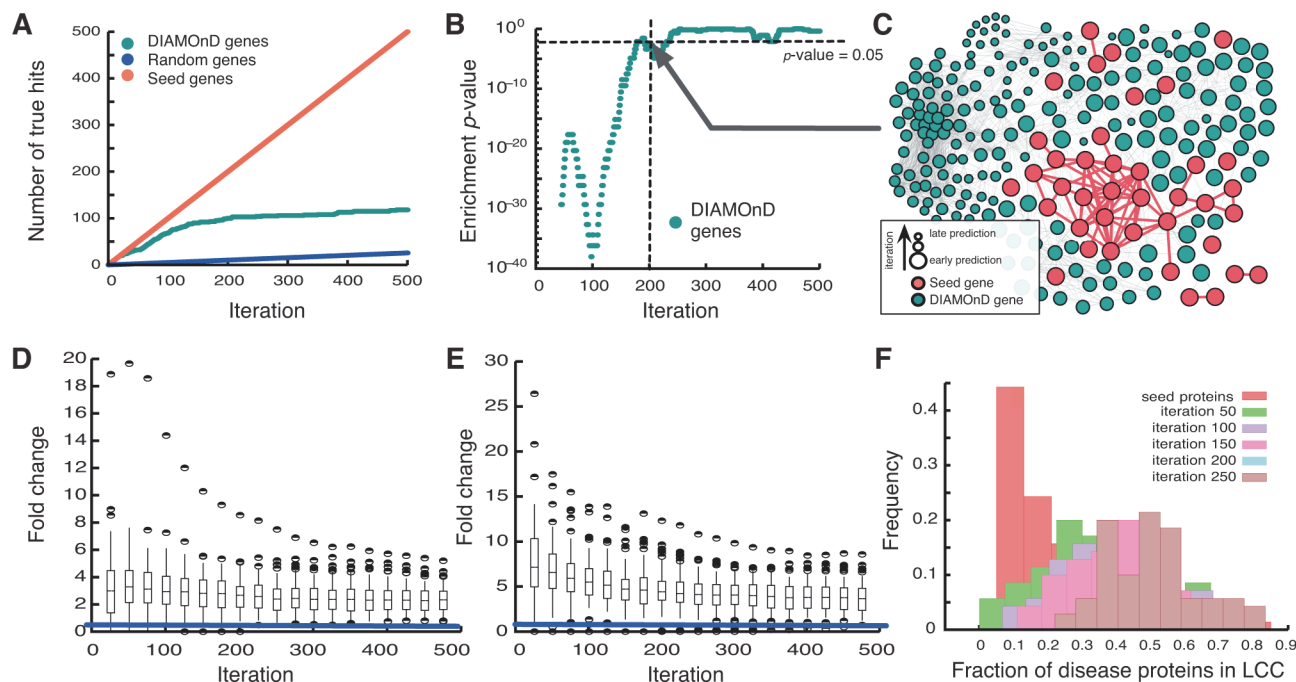 A
Number of true hits
500
400
300
200
100
0
DIAMOnD genes
Random genes
Seed genes
0 100 200 300 400 500
Iteration
B
Enrichment p-value
10^0
10^-10
10^-20
10^-30
10^-40
p-value = 0.05
DIAMOnD
genes
0 100 200 300 400 500
Iteration
C
iteration
late prediction
early prediction
Seed gene
DIAMOnD gene
D
Fold change
20
18
16
14
12
10
8
6
4
2
0
0 100 200 300 400 500
Iteration
E
Fold change
30
25
20
15
10
5
0
0 100 200 300 400 500
Iteration
F
Frequency
0.4
0.3
0.2
0.1
0
seed proteins
iteration 50
iteration 100
iteration 150
iteration 200
iteration 250
0 0.1 0.2 0.3 0.4 0.5 0.6 0.7 0.8 0.9
Fraction of disease proteins in LCC